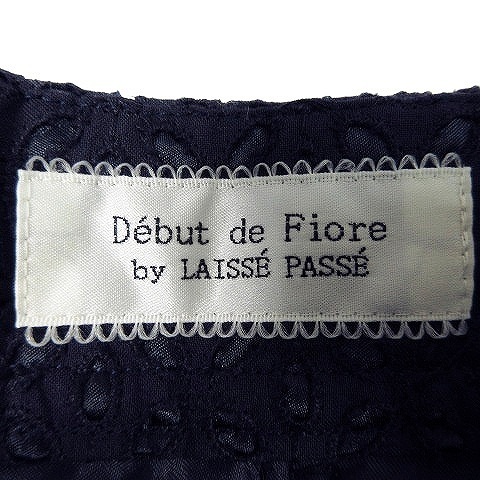 Début de Fiore
by LAISSÉ PASSÉ